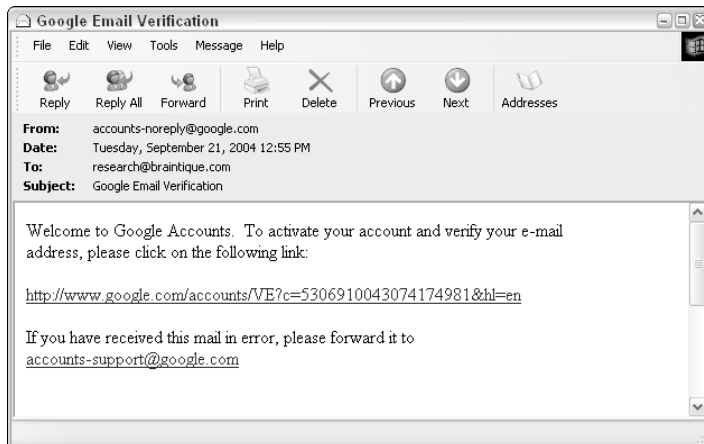 Google Email Verification
File Edit View Tools Message Help
Reply Reply All Forward Print Delete Previous Next Addresses
From: accounts-noreply@google.com
Date: Tuesday, September 21, 2004 12:55 PM
To: research@braintique.com
Subject: Google Email Verification
Welcome to Google Accounts. To activate your account and verify your e-mail
address, please click on the following link:
http://www.google.com/accounts/VE?c=5306910043074174981&hl=en
If you have received this mail in error, please forward it to
accounts-support@google.com